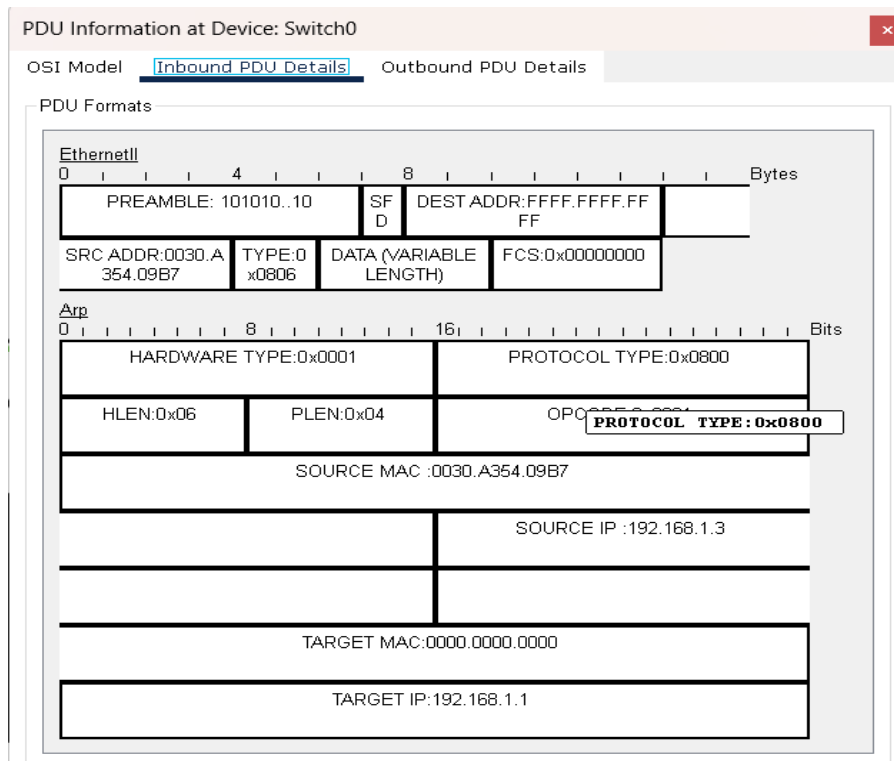 PDU Information at Device: Switch0
×
OSI Model Inbound PDU Details Outbound PDU Details
PDU Formats
EthernetII
0 4 8 Bytes
PREAMBLE: 101010..10
SF
D
DEST ADDR:FFFF.FFFF.FF
FF
SRC ADDR:0030.A
354.09B7
TYPE:0
x0806
DATA (VARIABLE
LENGTH)
FCS:0x00000000
Arp
0 8 16 Bits
HARDWARE TYPE:0x0001 PROTOCOL TYPE:0x0800
HLEN:0x06 PLEN:0x04
PROTOCOL TYPE:0x0800
SOURCE MAC :0030.A354.09B7
SOURCE IP :192.168.1.3
TARGET MAC:0000.0000.0000
TARGET IP:192.168.1.1